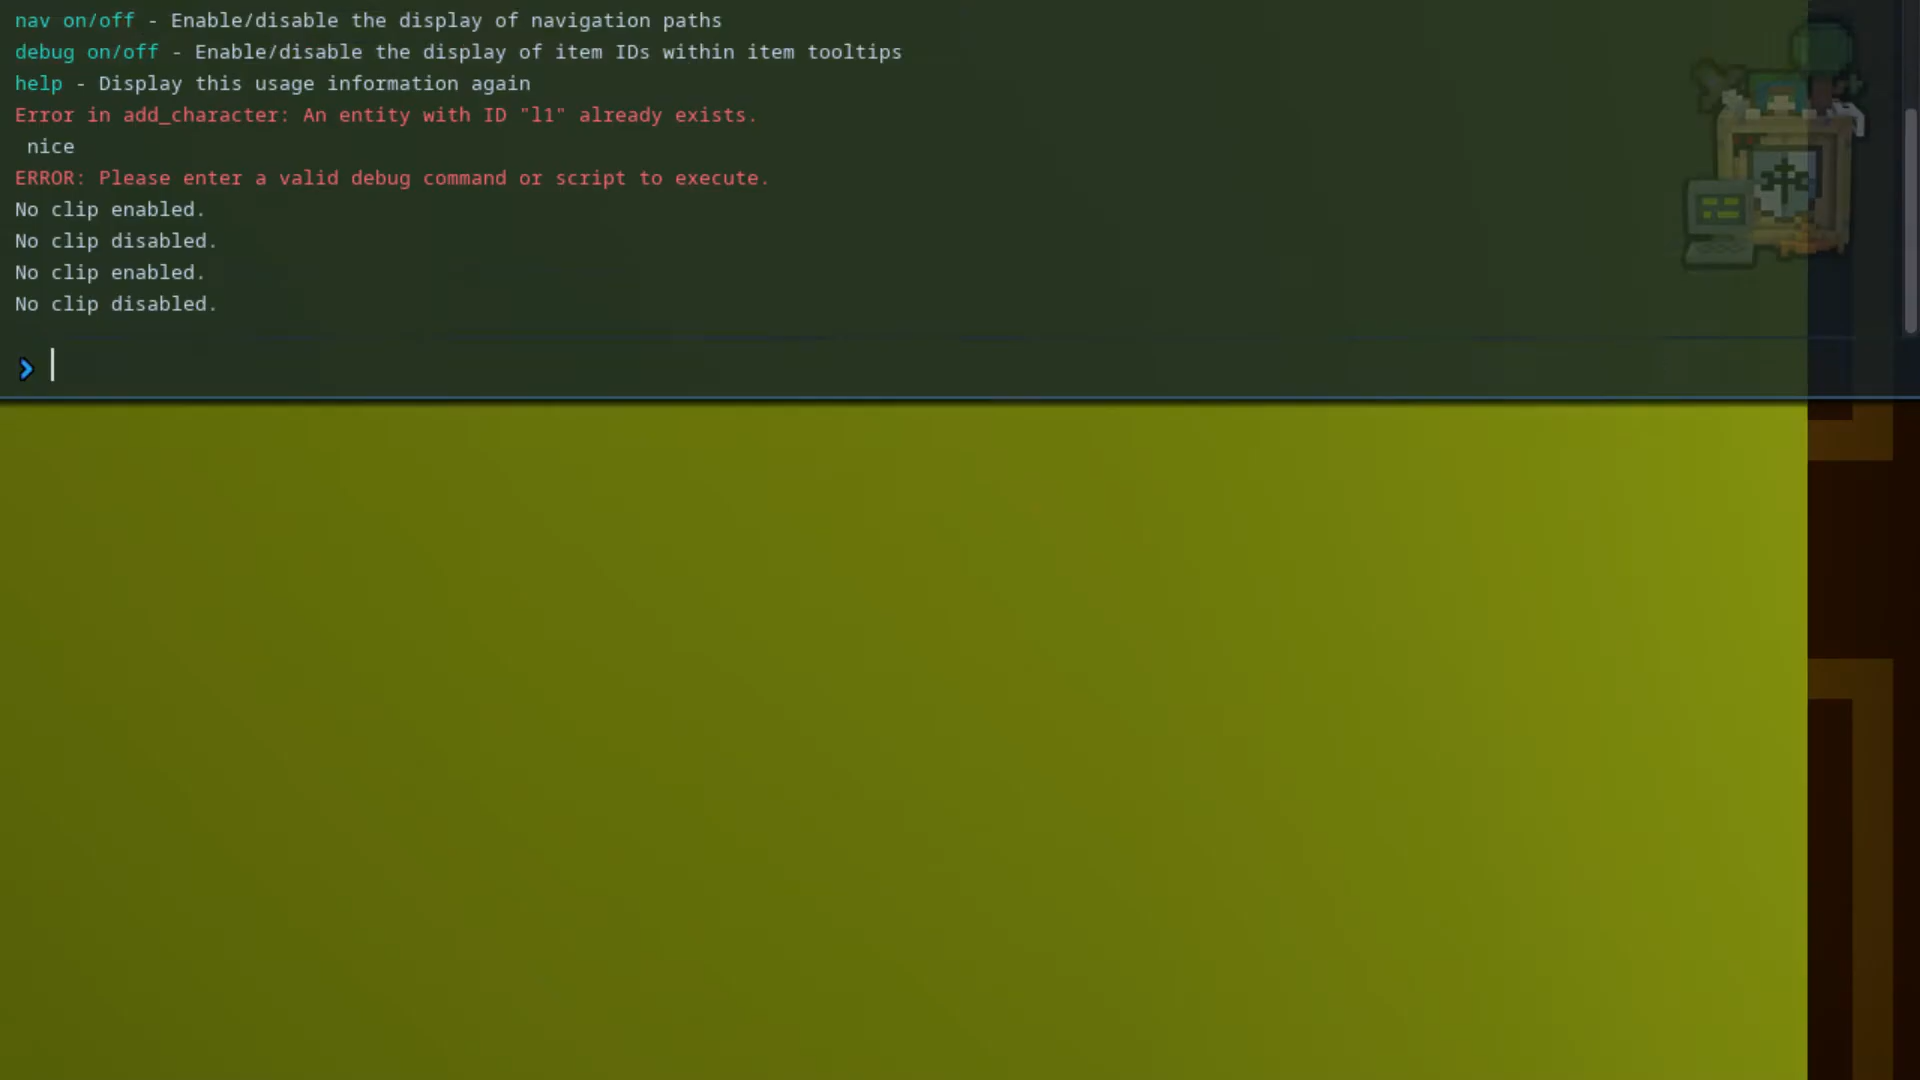 nav on/off - Enable/disable the display of navigation paths
debug on/off - Enable/disable the display of item IDs within item tooltips
help - Display this usage information again
Error in add_character: An entity with ID "l1" already exists.
nice
ERROR: Please enter a valid debug command or script to execute.
No clip enabled.
No clip disabled.
No clip enabled.
No clip disabled.